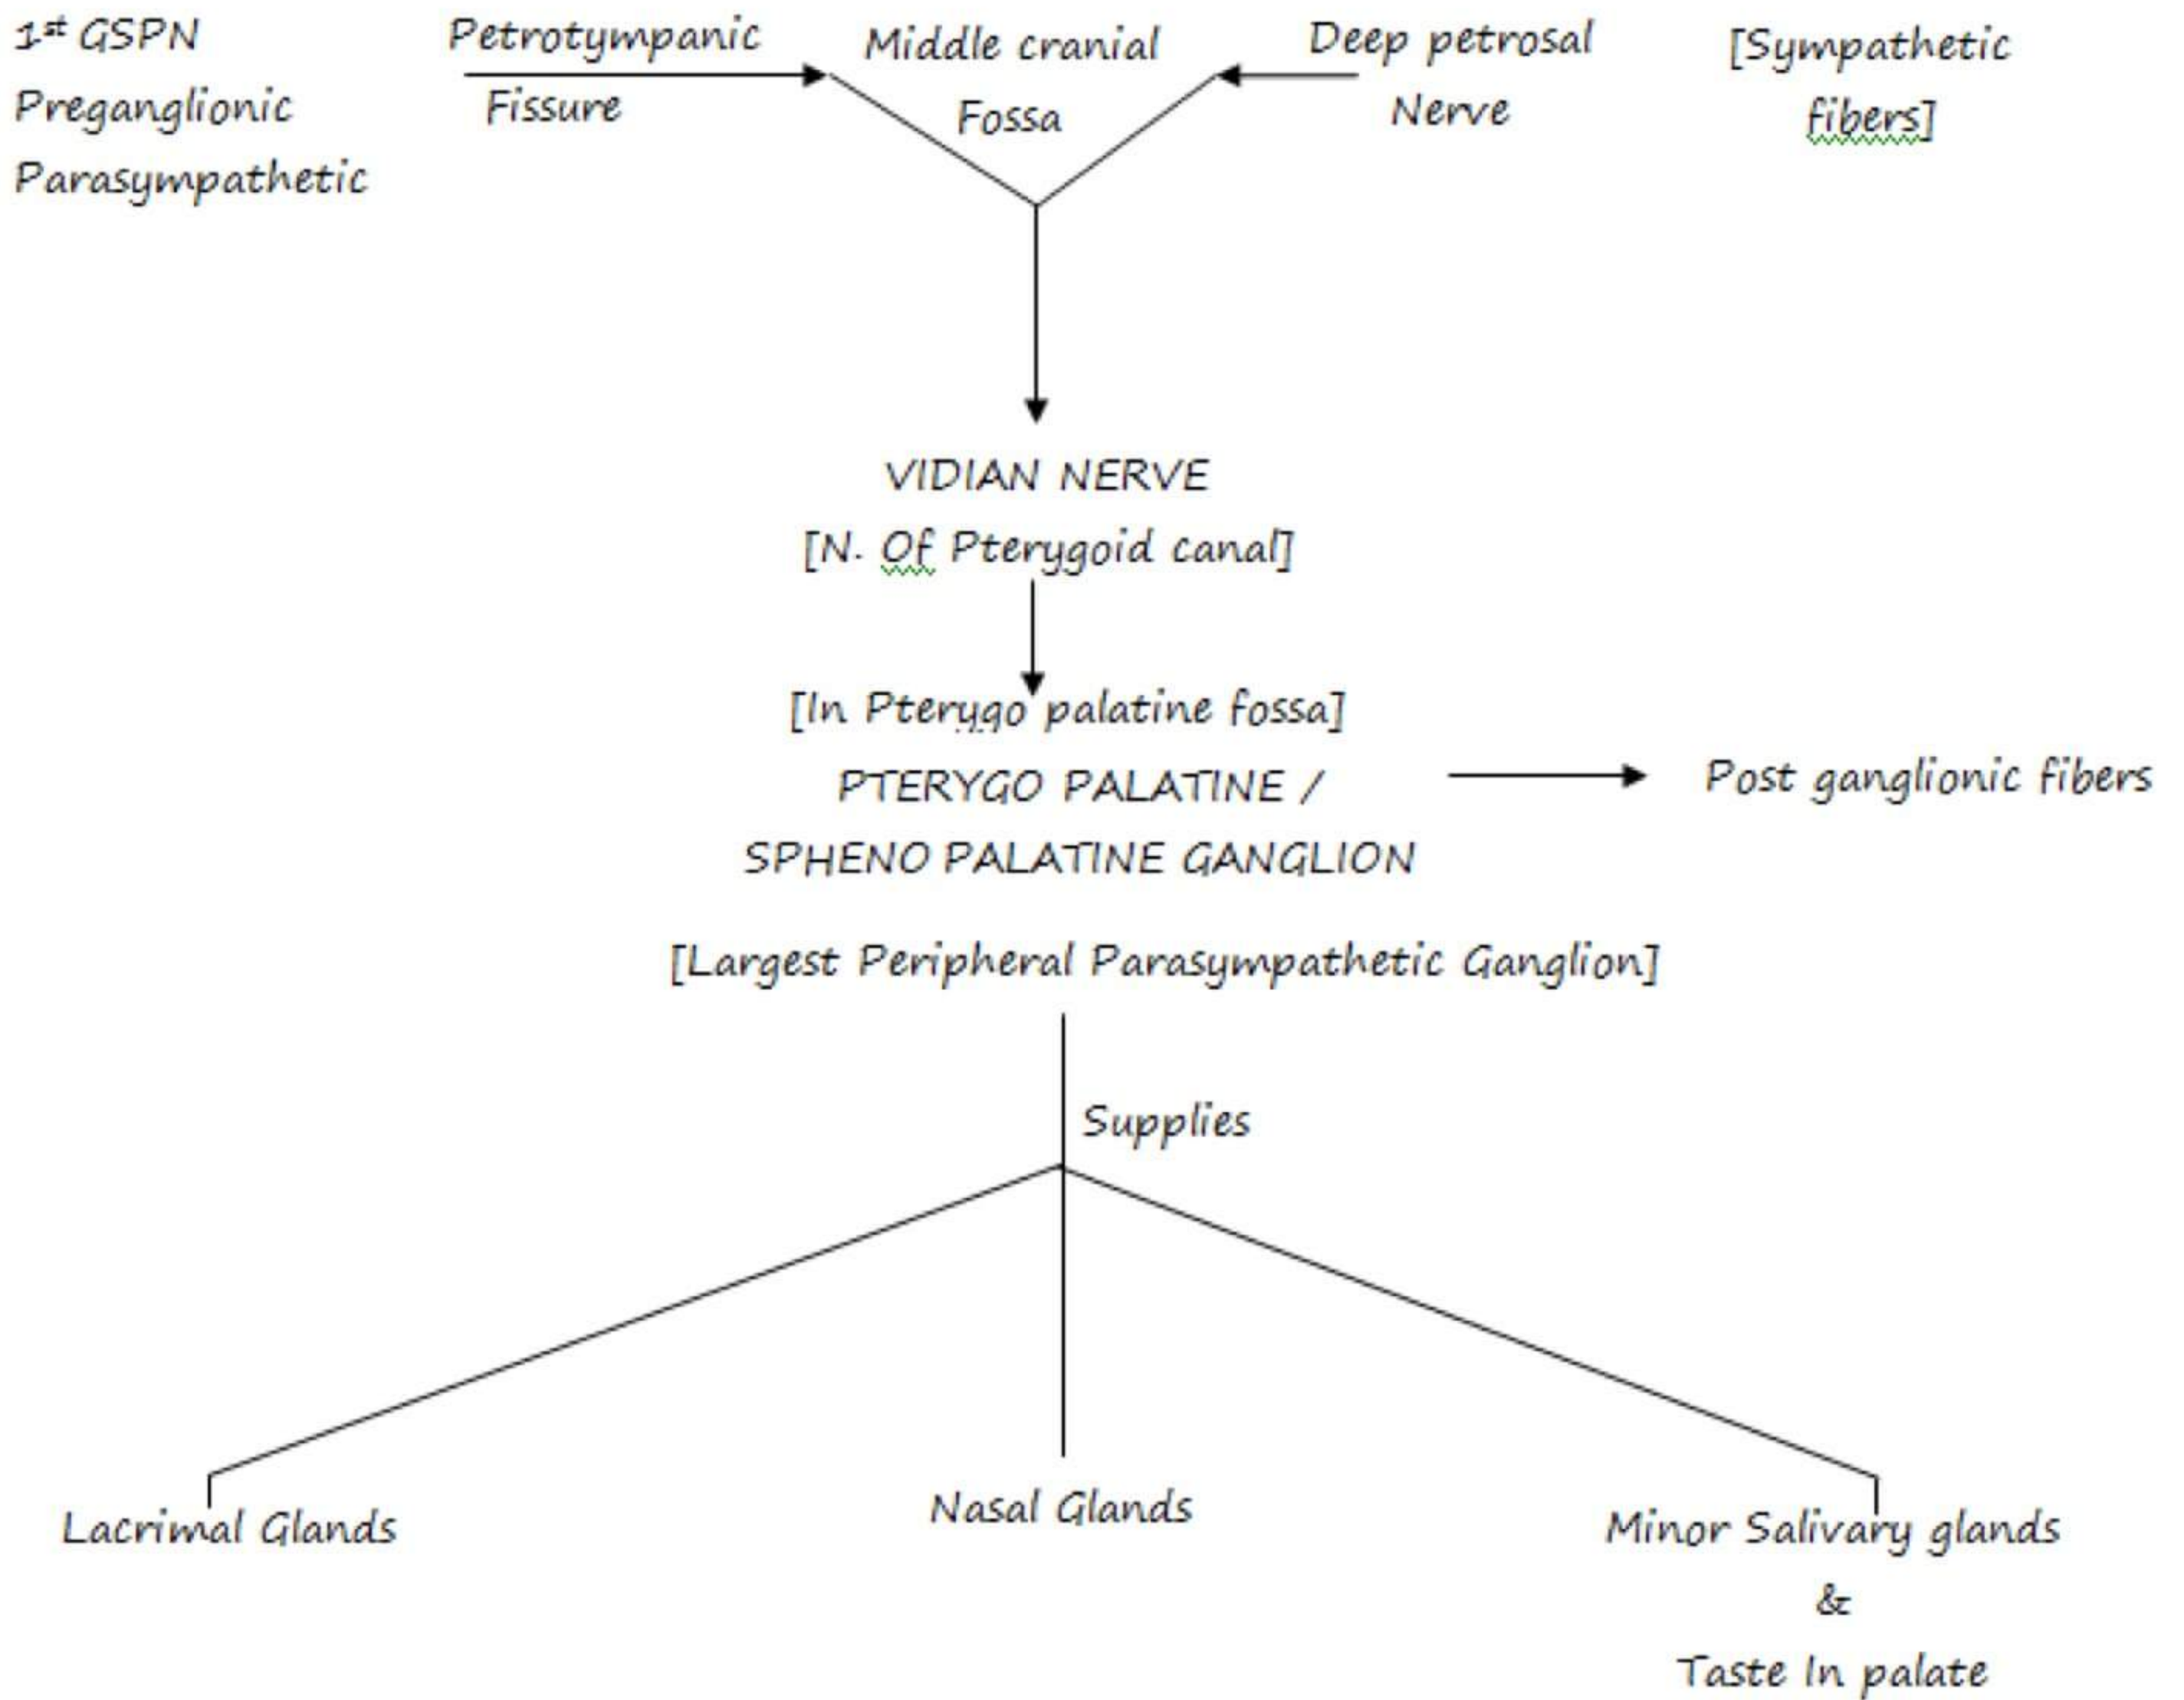 1st GSPN
Preganglionic
Parasympathetic
Petrotympanic
Fissure
Middle cranial
Fossa
Deep petrosal
Nerve
[Sympathetic
fibers]
VIDIAN NERVE
[N. Of Pterygoid canal]
[In Pterygo palatine fossa]
PTERYGO PALATINE /
SPHENO PALATINE GANGLION
Post ganglionic fibers
[Largest Peripheral Parasympathetic Ganglion]
Supplies
Lacrimal Glands
Nasal Glands
Minor Salivary glands
&
Taste In palate